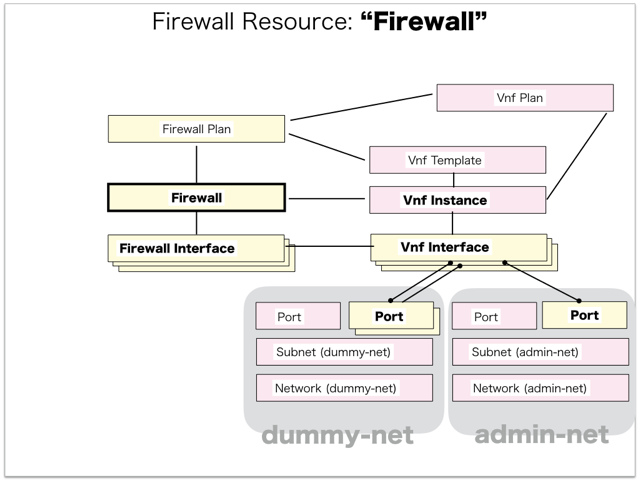 Firewall Resource: “Firewall”
Vnf Plan
Firewall Plan
Vnf Template
Firewall
Vnf Instance
Firewall Interface
Vnf Interface
Port
Port
Port
Port
Subnet (dummy-net)
Subnet (admin-net)
Network (dummy-net)
Network (admin-net)
dummy-net
admin-net